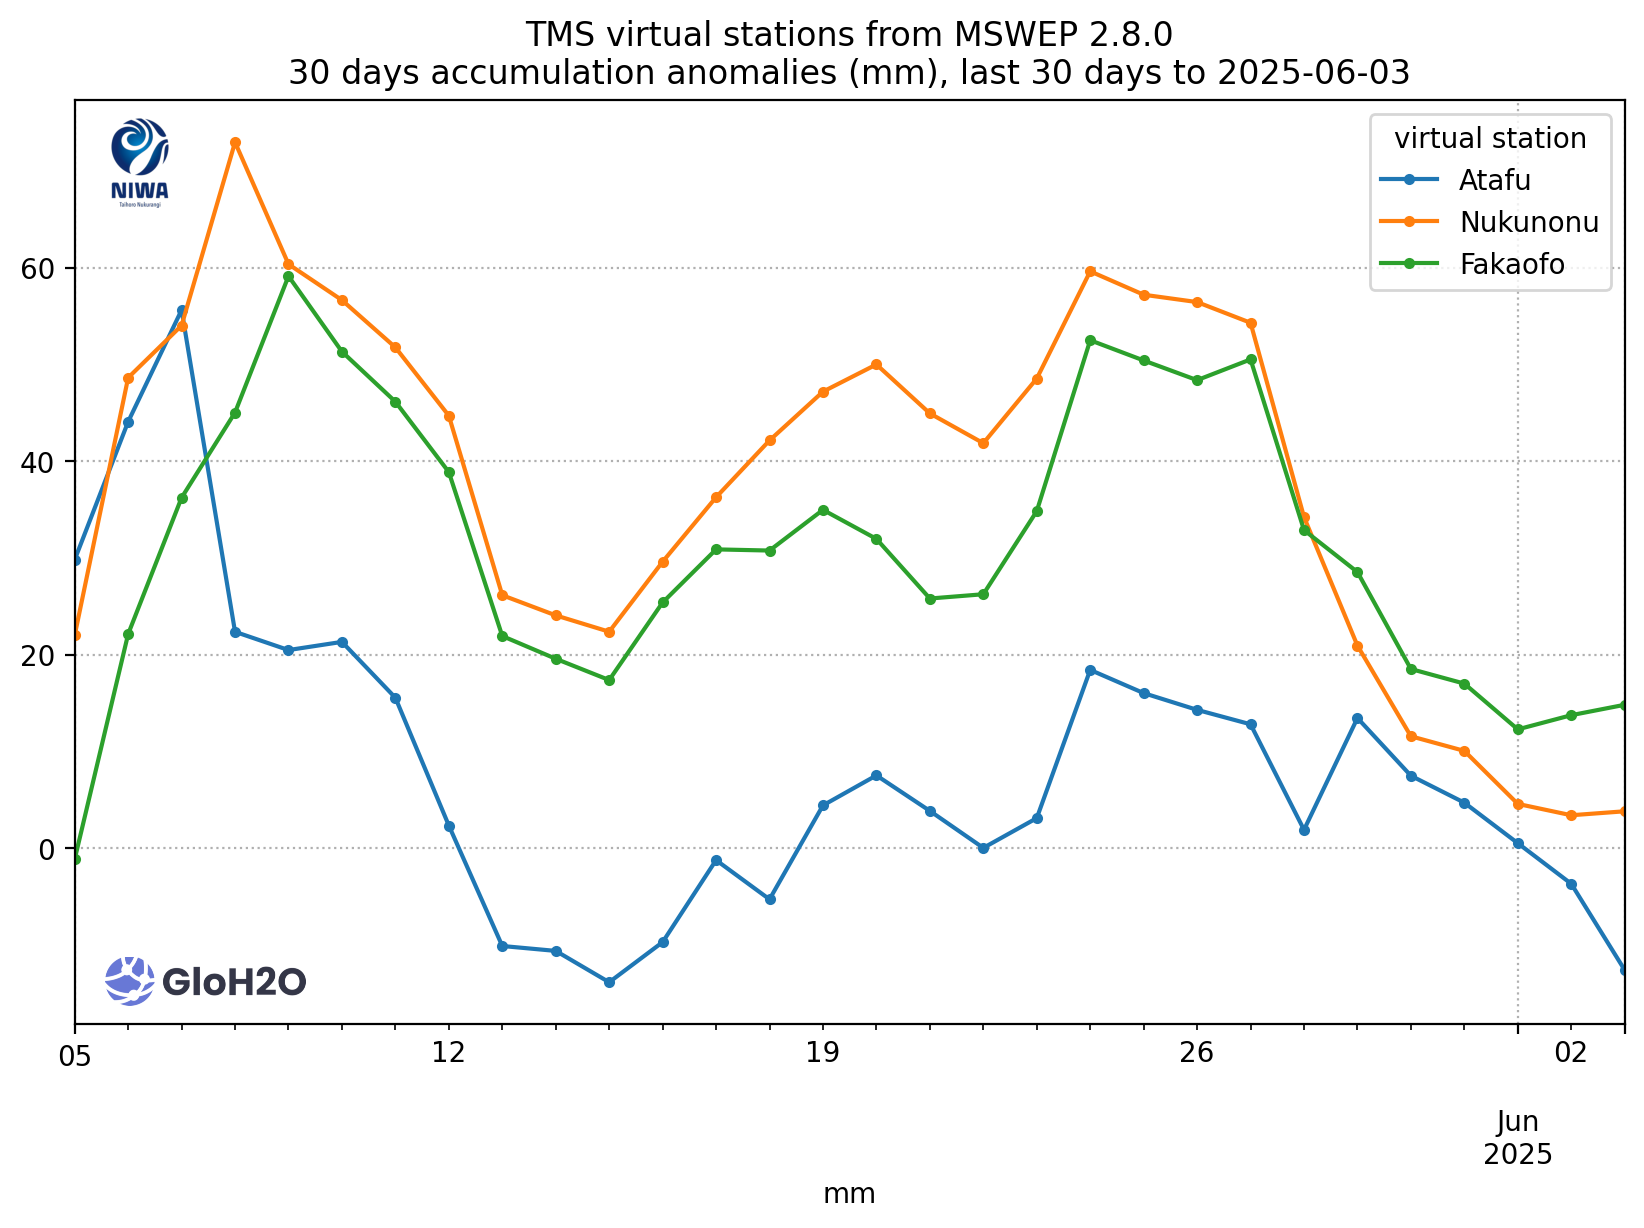 TMS virtual stations from MSWEP 2.8.0
30 days accumulation anomalies (mm), last 30 days to 2025-06-03
NIWA
Taihoro Nukurangi
virtual station
Atafu
Nukunonu
Fakaofo
60
40
20
0
GloH2O
05
12
19
26
02
Jun
2025
mm